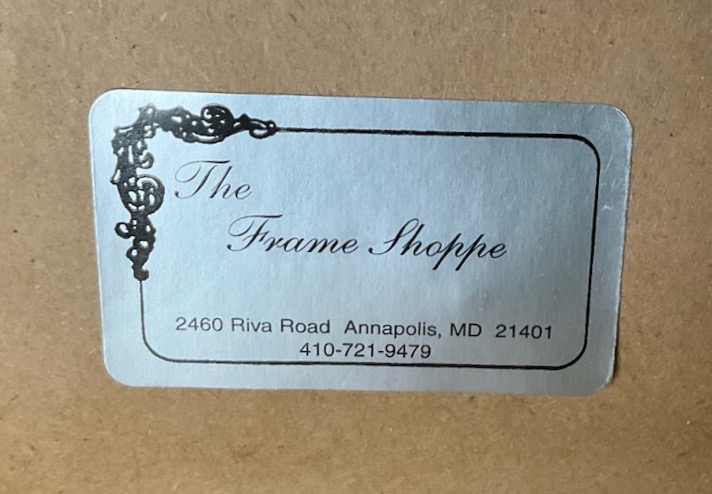 The
Frame Shoppe
2460 Riva Road Annapolis, MD 21401
410-721-9479